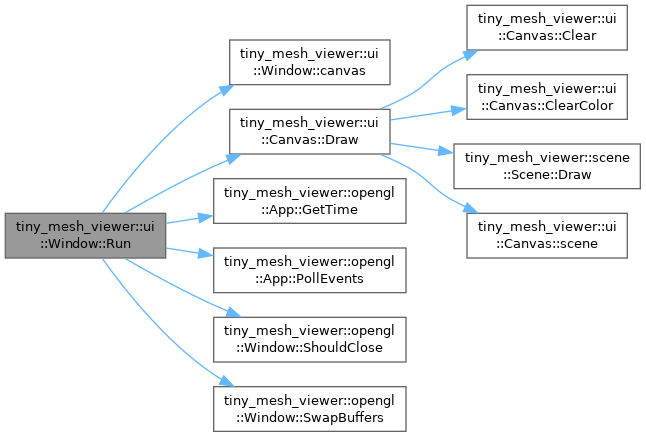 tiny_mesh_viewer::ui
::Window::Run
tiny_mesh_viewer::ui
::Window::canvas
tiny_mesh_viewer::ui
::Canvas::Draw
tiny_mesh_viewer::opengl
::App::GetTime
tiny_mesh_viewer::opengl
::App::PollEvents
tiny_mesh_viewer::opengl
::Window::ShouldClose
tiny_mesh_viewer::opengl
::Window::SwapBuffers
tiny_mesh_viewer::ui
::Canvas::Clear
tiny_mesh_viewer::ui
::Canvas::ClearColor
tiny_mesh_viewer::scene
::Scene::Draw
tiny_mesh_viewer::ui
::Canvas::scene